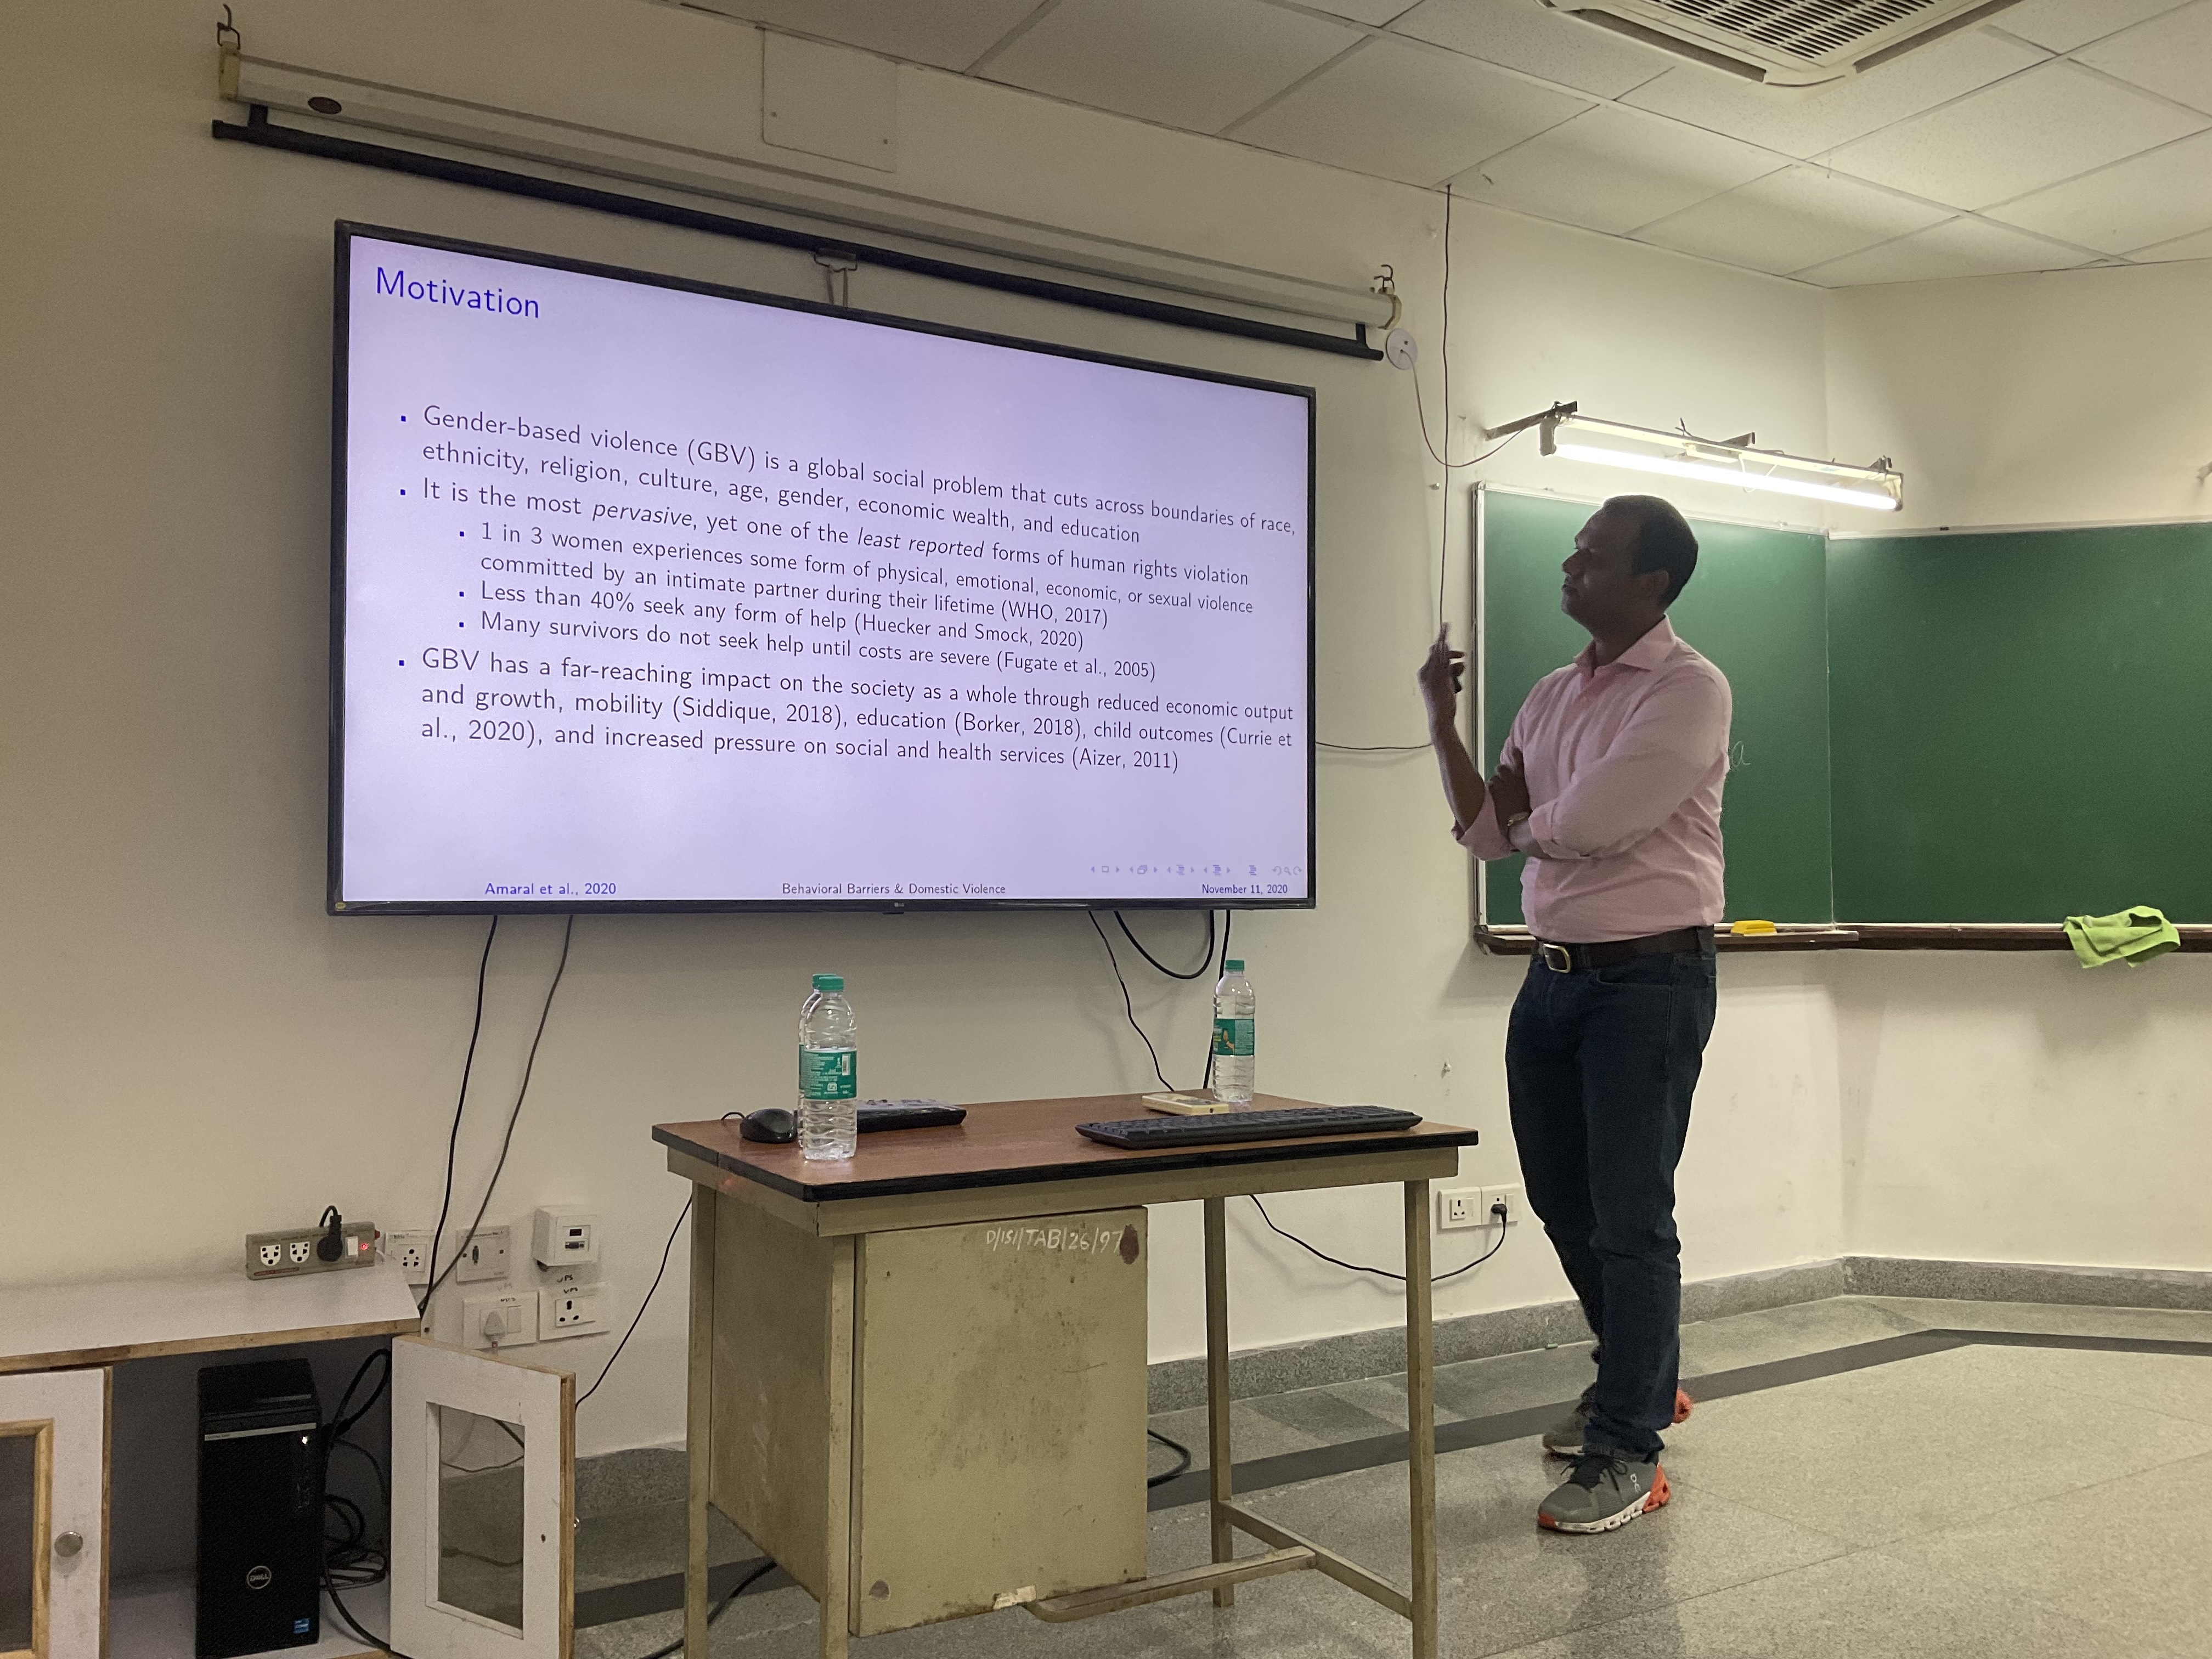 Motivation
Gender-based violence (GBV) is a global social problem that cuts across boundaries of race,
ethnicity, religion, culture, age, gender, economic wealth, and education
It is the most pervasive, yet one of the least reported forms of human rights violation
1 in 3 women experiences some form of physical, emotional, economic, or sexual violence
committed by an intimate partner during their lifetime (WHO, 2017)
Less than 40% seek any form of help (Huecker and Smock, 2020)
Many survivors do not seek help until costs are severe (Fugate et al., 2005)
GBV has a far-reaching impact on the society as a whole through reduced economic output
and growth, mobility (Siddique, 2018), education (Borker, 2018), child outcomes (Currie et
al., 2020), and increased pressure on social and health services (Aizer, 2011)
Amaral et al., 2020
Behavioral Barriers & Domestic Violence
November 11, 2020
D/ISI/TAB/26/97
UPS
DELL